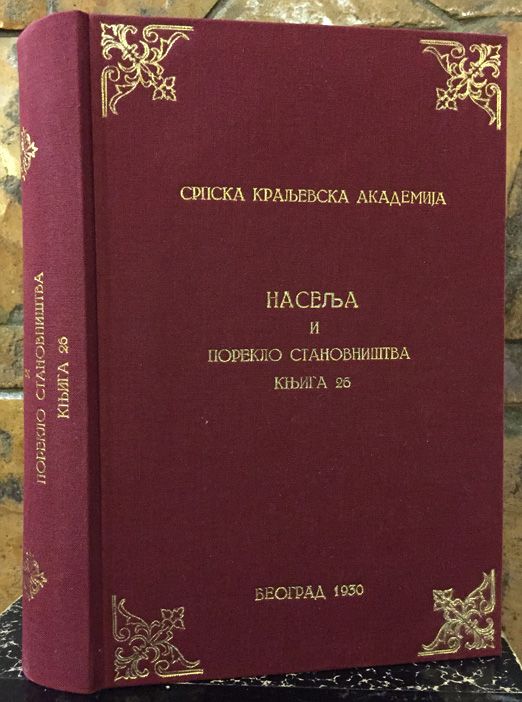 СРПСКА КРАЉЕВСКА АКАДЕМИЈА
НАСЕЉА
И
ПОРЕКЛО СТАНОВНИШТВА
КЊИГА 26
БЕОГРАД 1930
И
ПОРЕКЛО СТАНОВНИШТВА
КЊИГА 26